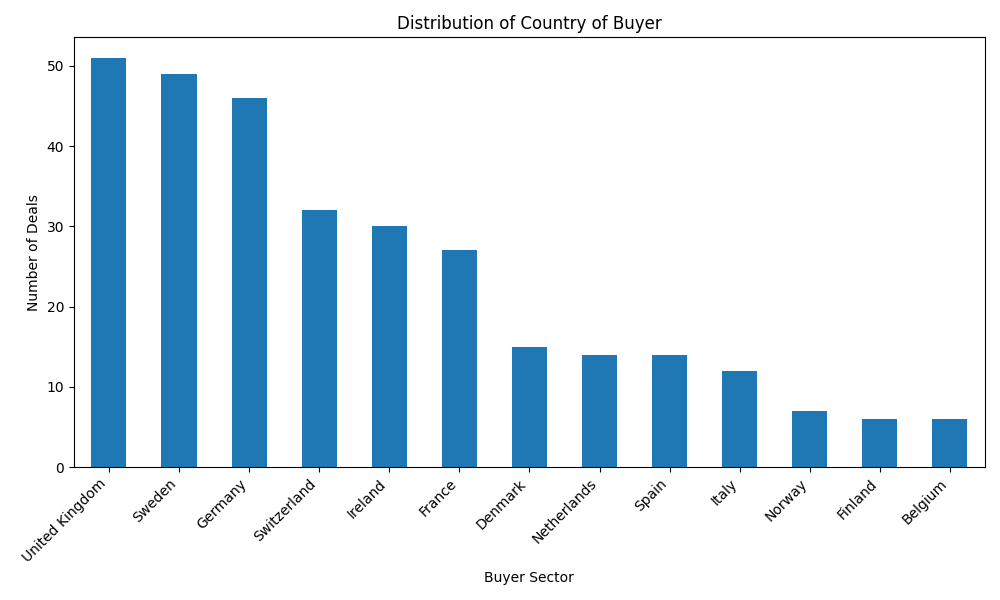 Distribution of Country of Buyer
Number of Deals
50
40
30
20
10
0
United Kingdom
Sweden
Germany
Switzerland
Ireland
France
Denmark
Netherlands
Spain
Italy
Norway
Finland
Belgium
Buyer Sector